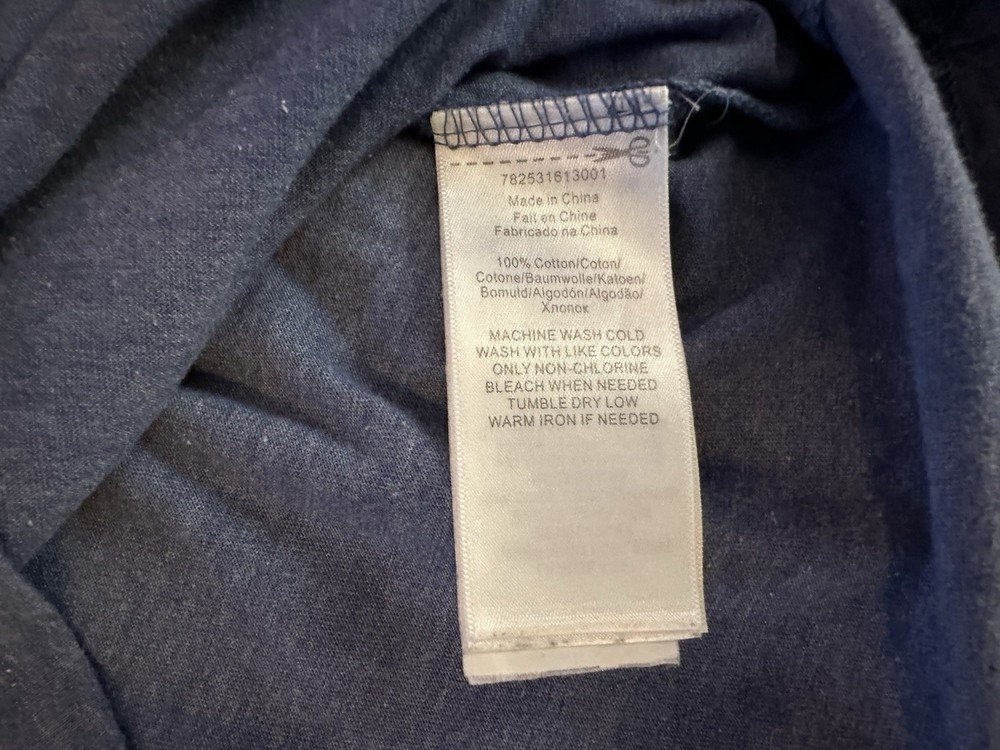 782531613001
Made in China
Fait en Chine
Fabricado na China
100% Cotton/Coton/
Cotone/Baumwolle/Katoen/
Bomuld/Algodón/Algodão/
Хлопок
MACHINE WASH COLD
WASH WITH LIKE COLORS
ONLY NON-CHLORINE
BLEACH WHEN NEEDED
TUMBLE DRY LOW
WARM IRON IF NEEDED